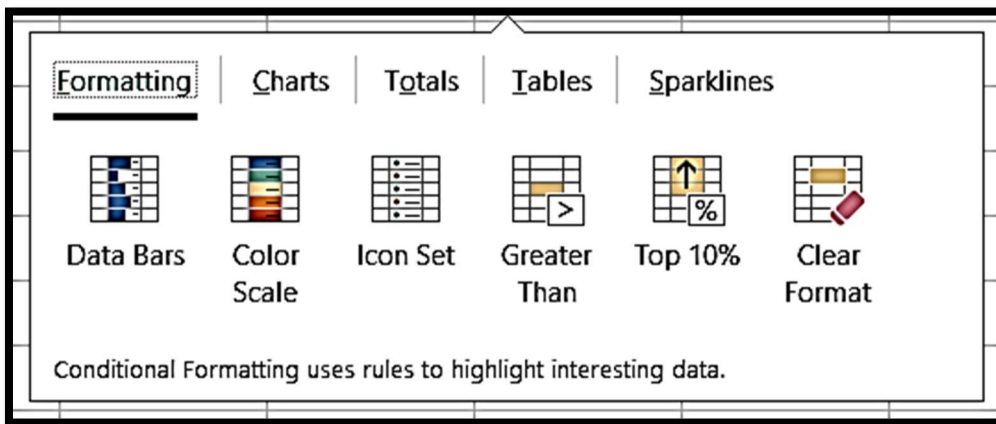 Formatting Charts Totals Tables Sparklines
> %
Data Bars Color Scale Icon Set Greater Than Top 10% Clear Format
Conditional Formatting uses rules to highlight interesting data.